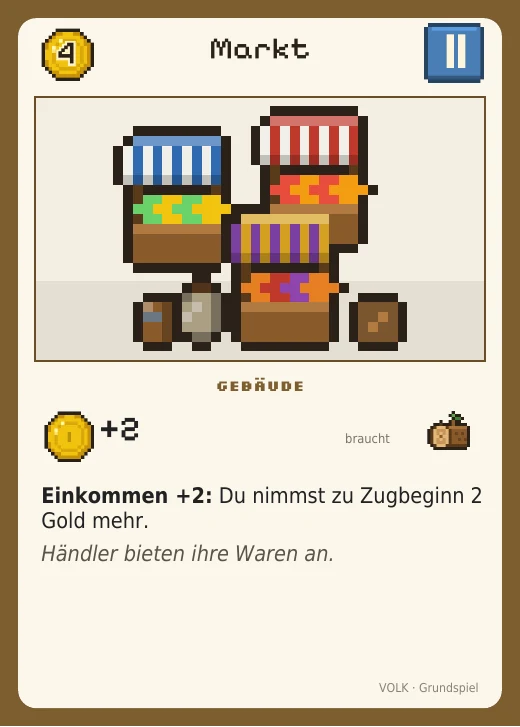 4
Markt
II
GEBÄUDE
+2
braucht
Einkommen +2: Du nimmst zu Zugbeginn 2
Gold mehr.
Händler bieten ihre Waren an.
VOLK · Grundspiel